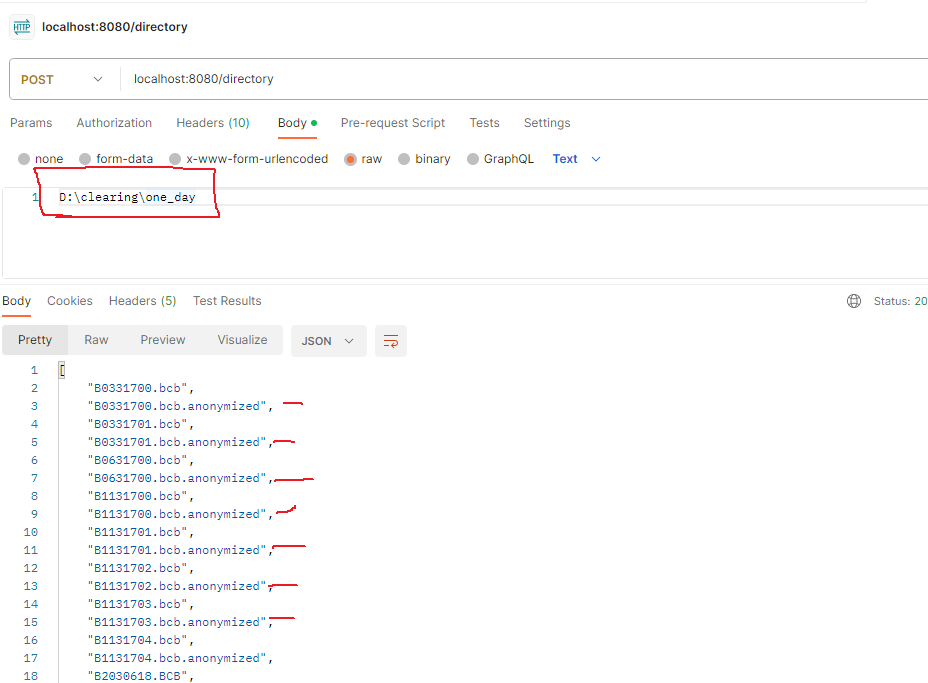 HTTP localhost:8080/directory
POST localhost:8080/directory
Params Authorization Headers (10) Body Pre-request Script Tests Settings
none form-data x-www-form-urlencoded raw binary GraphQL Text
1 D:\clearing\one_day
Body Cookies Headers (5) Test Results Status: 20
Pretty Raw Preview Visualize JSON
1 [
2 "B0331700.bcb",
3 "B0331700.bcb.anonymized",
4 "B0331701.bcb",
5 "B0331701.bcb.anonymized",
6 "B0631700.bcb",
7 "B0631700.bcb.anonymized",
8 "B1131700.bcb",
9 "B1131700.bcb.anonymized",
10 "B1131701.bcb",
11 "B1131701.bcb.anonymized",
12 "B1131702.bcb",
13 "B1131702.bcb.anonymized",
14 "B1131703.bcb",
15 "B1131703.bcb.anonymized",
16 "B1131704.bcb",
17 "B1131704.bcb.anonymized",
18 "B2030618.BCB",